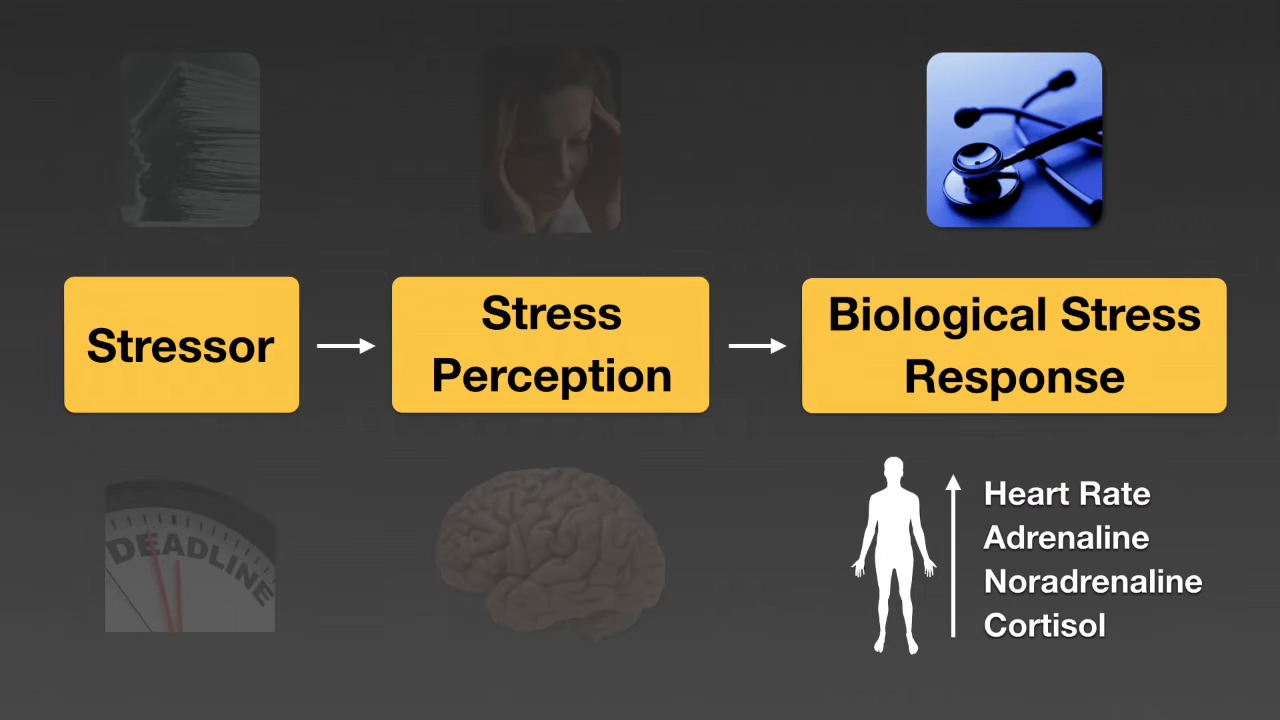 Stressor
Stress
Perception
Biological Stress
Response
DEADLINE
Heart Rate
Adrenaline
Noradrenaline
Cortisol